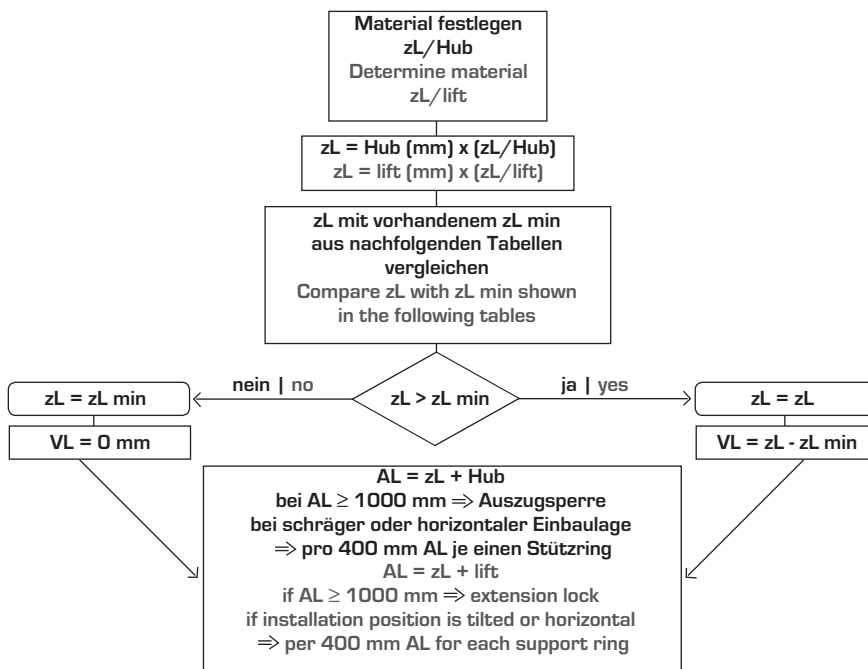 Material festlegen
zL/Hub
Determine material
zL/lift
zL = Hub (mm) x (zL/Hub)
zL = lift (mm) x (zL/lift)
zL mit vorhandenem zL min
aus nachfolgenden Tabellen
vergleichen
Compare zL with zL min shown
in the following tables
nein | no
zL > zL min
ja | yes
zL = zL min
zL = zL
VL = 0 mm
VL = zL - zL min
AL = zL + Hub
bei AL ≥ 1000 mm ⇒ Auszugsperre
bei schräger oder horizontaler Einbaulage
⇒ pro 400 mm AL je einen Stützring
AL = zL + lift
if AL ≥ 1000 mm ⇒ extension lock
if installation position is tilted or horizontal
⇒ per 400 mm AL for each support ring